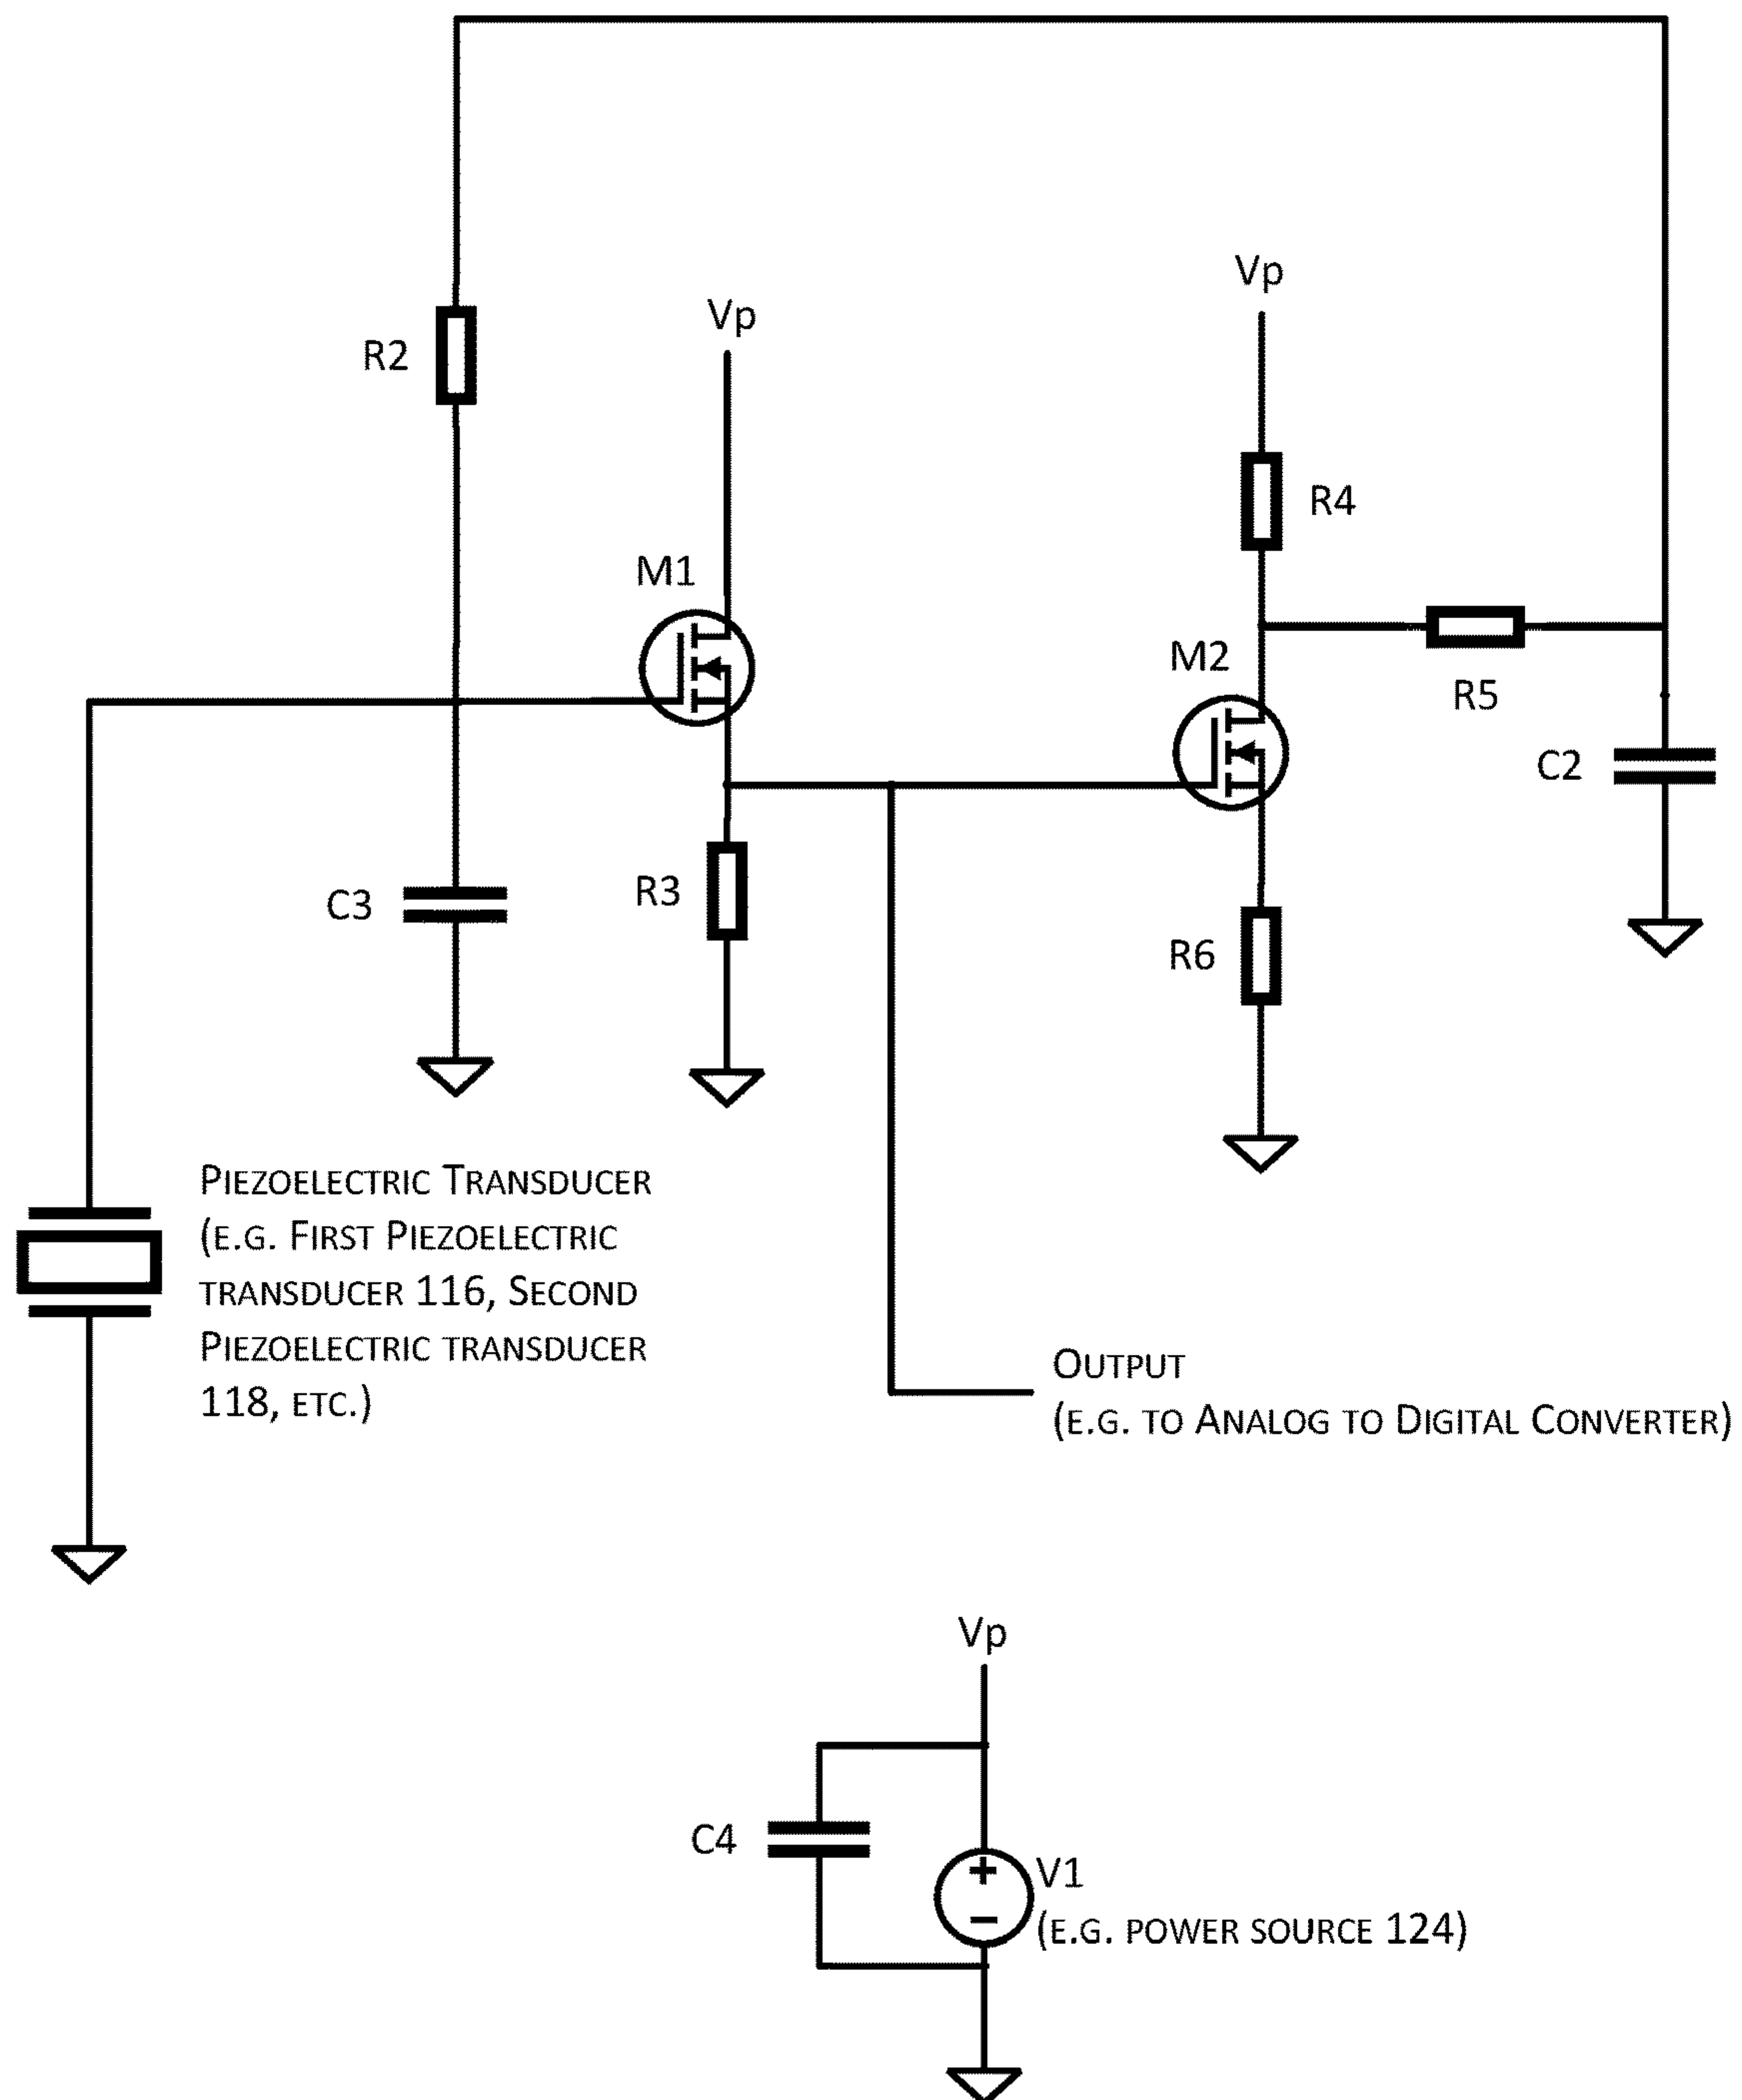 Vp
Vp
R2
R4
M1
M2
R5
C2
C3
R3
R6
PIEZOELECTRIC TRANSDUCER
(E.G. FIRST PIEZOELECTRIC
TRANSDUCER 116, SECOND
PIEZOELECTRIC TRANSDUCER
118, ETC.)
OUTPUT
(E.G. TO ANALOG TO DIGITAL CONVERTER)
Vp
C4
+
V1
−
(E.G. POWER SOURCE 124)